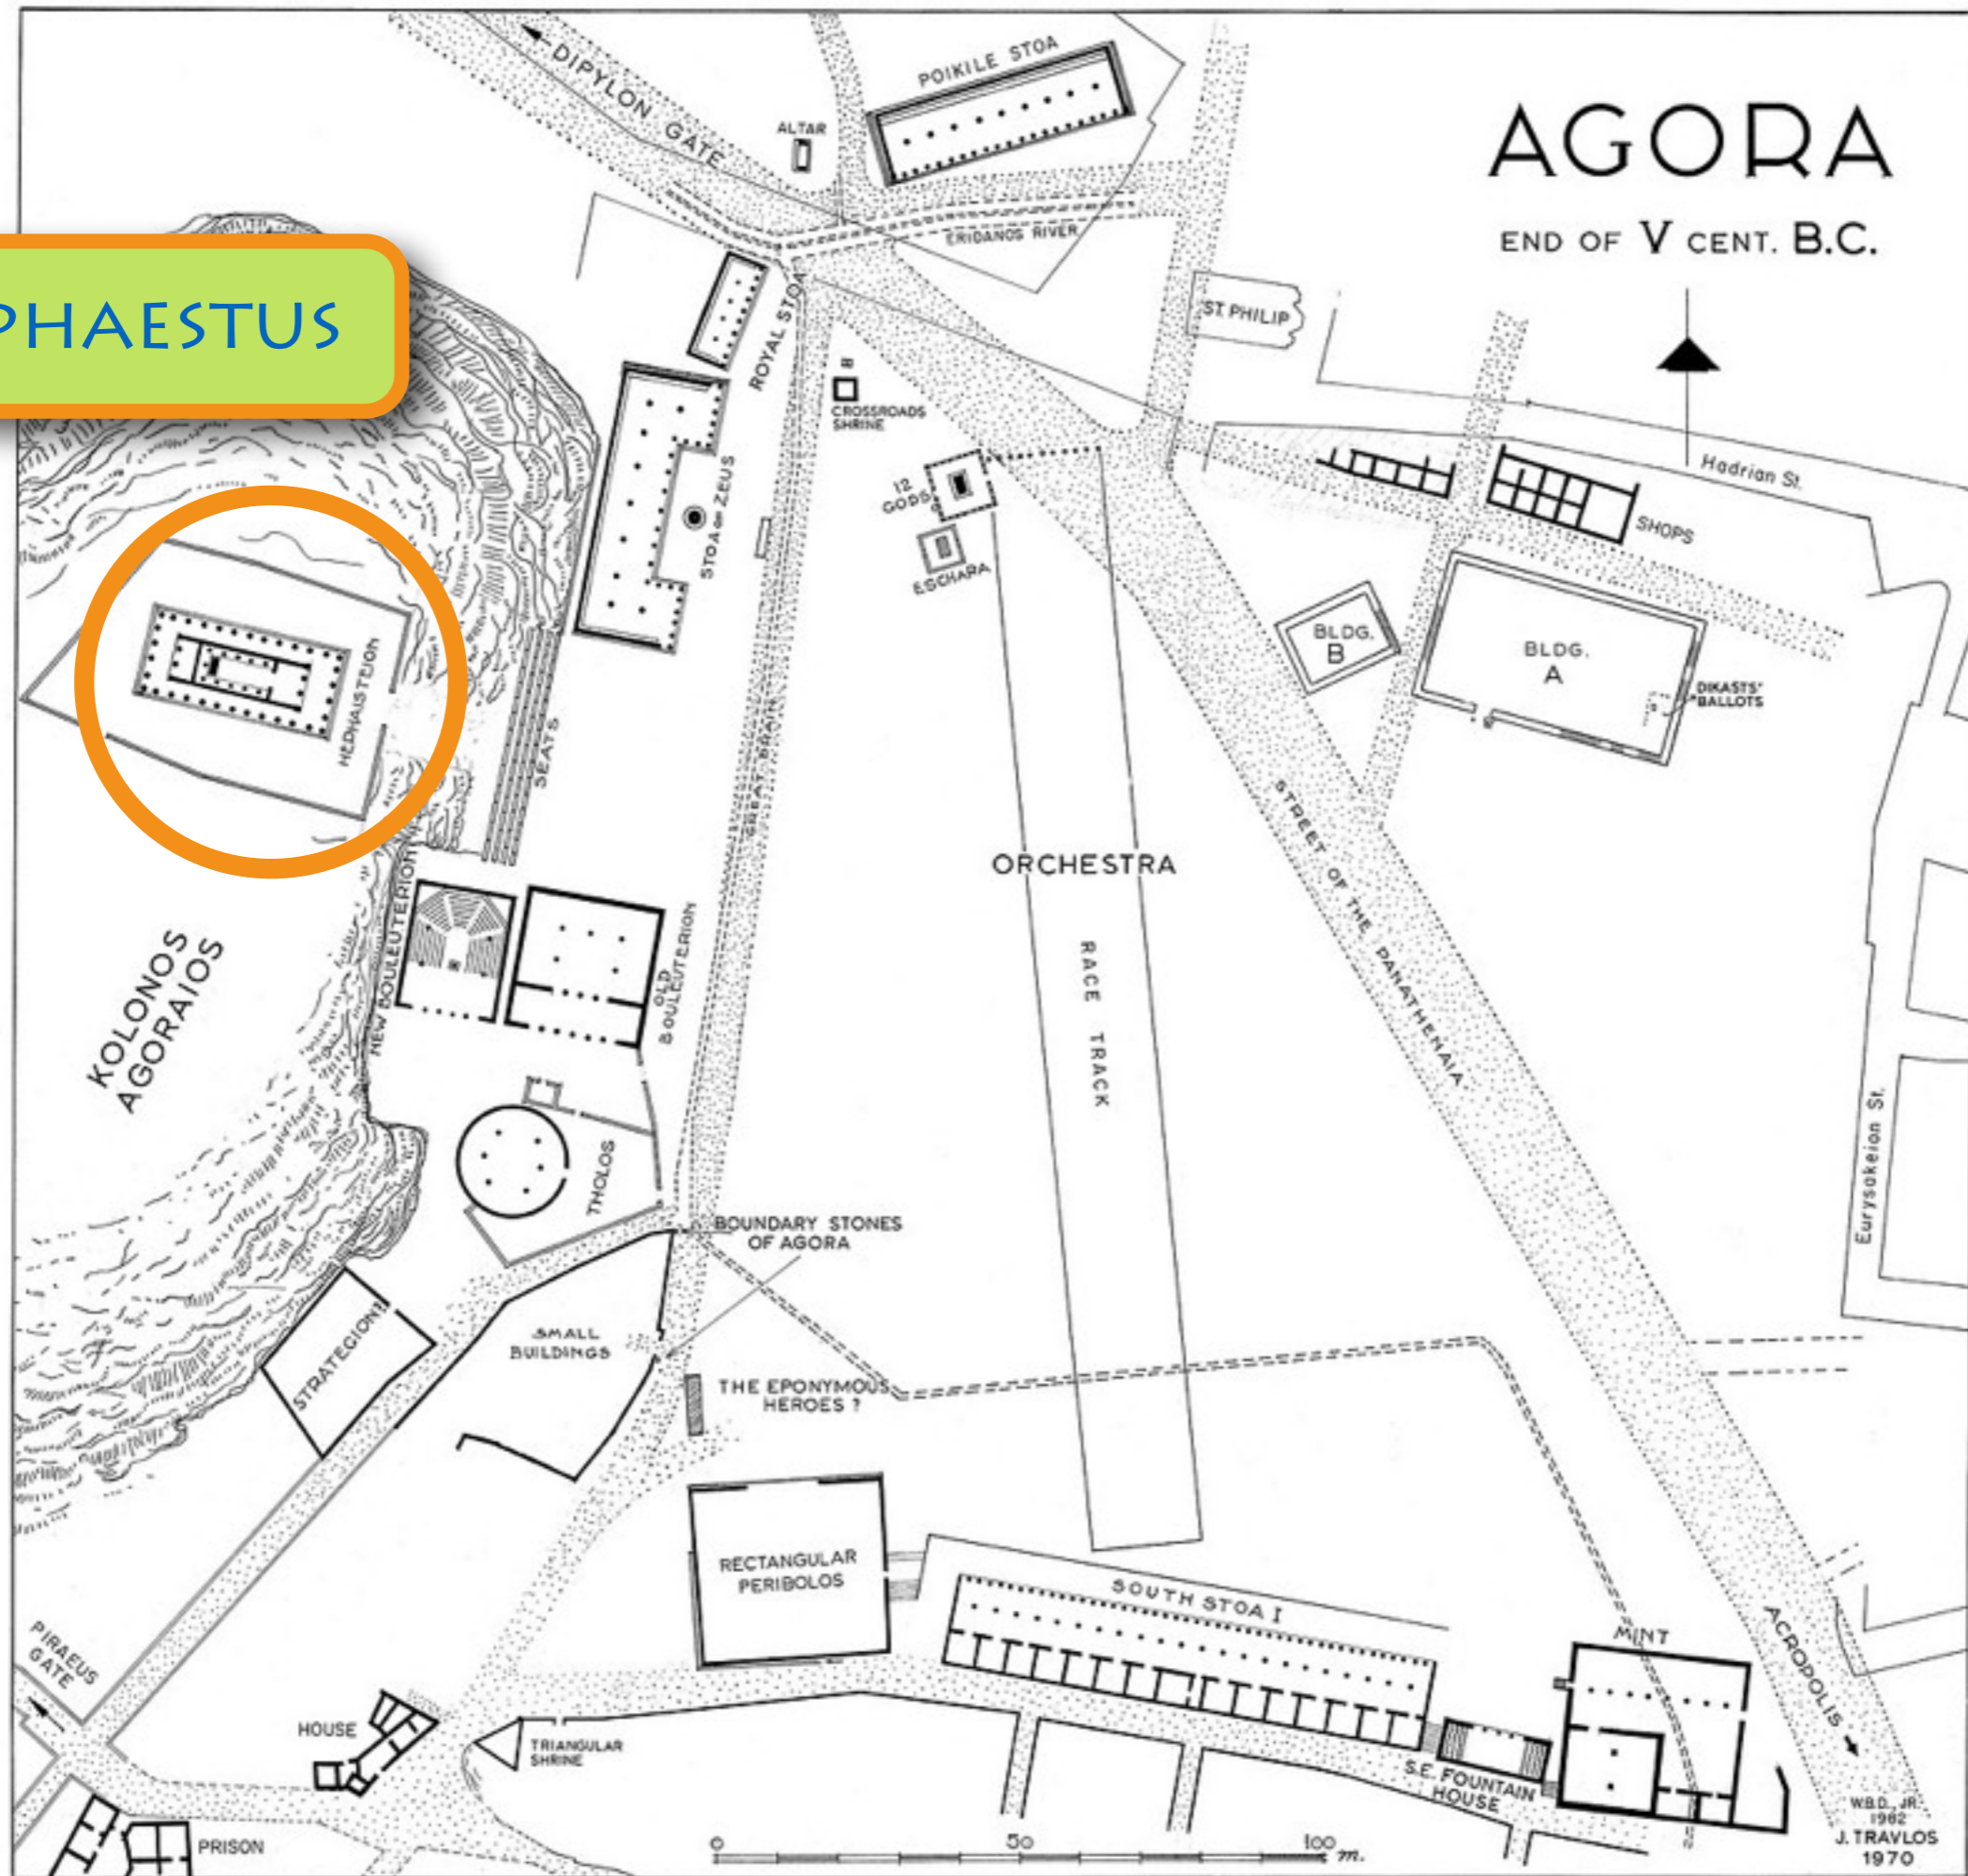 DIPYLON GATE
POIKILE STOA
ALTAR
AGORA
END OF V CENT. B.C.
ERIDANOS RIVER
PHAESTUS
ROYAL STOA
ST. PHILIP
B
CROSSROADS
SHRINE
12
GODS
ESCHARA
STOA OF ZEUS
Hadrian St.
SHOPS
BLDG.
B
BLDG.
A
DIKASTS'
BALLOTS
HEPHAISTEION
SEATS
GREAT DRAIN
STREET OF THE PANATHENAIA
ORCHESTRA
RACE TRACK
KOLONOS
AGORAIOS
NEW BOULEUTERION
OLD
BOULEUTERION
THOLOS
Eurysakeion St.
BOUNDARY STONES
OF AGORA
STRATEGION?
SMALL
BUILDINGS
THE EPONYMOUS
HEROES ?
RECTANGULAR
PERIBOLOS
SOUTH STOA I
MINT
ACROPOLIS
PIRAEUS
GATE
HOUSE
TRIANGULAR
SHRINE
S.E. FOUNTAIN
HOUSE
PRISON
0 50 100 m.
W.B.D., JR.
1982
J. TRAVLOS
1970